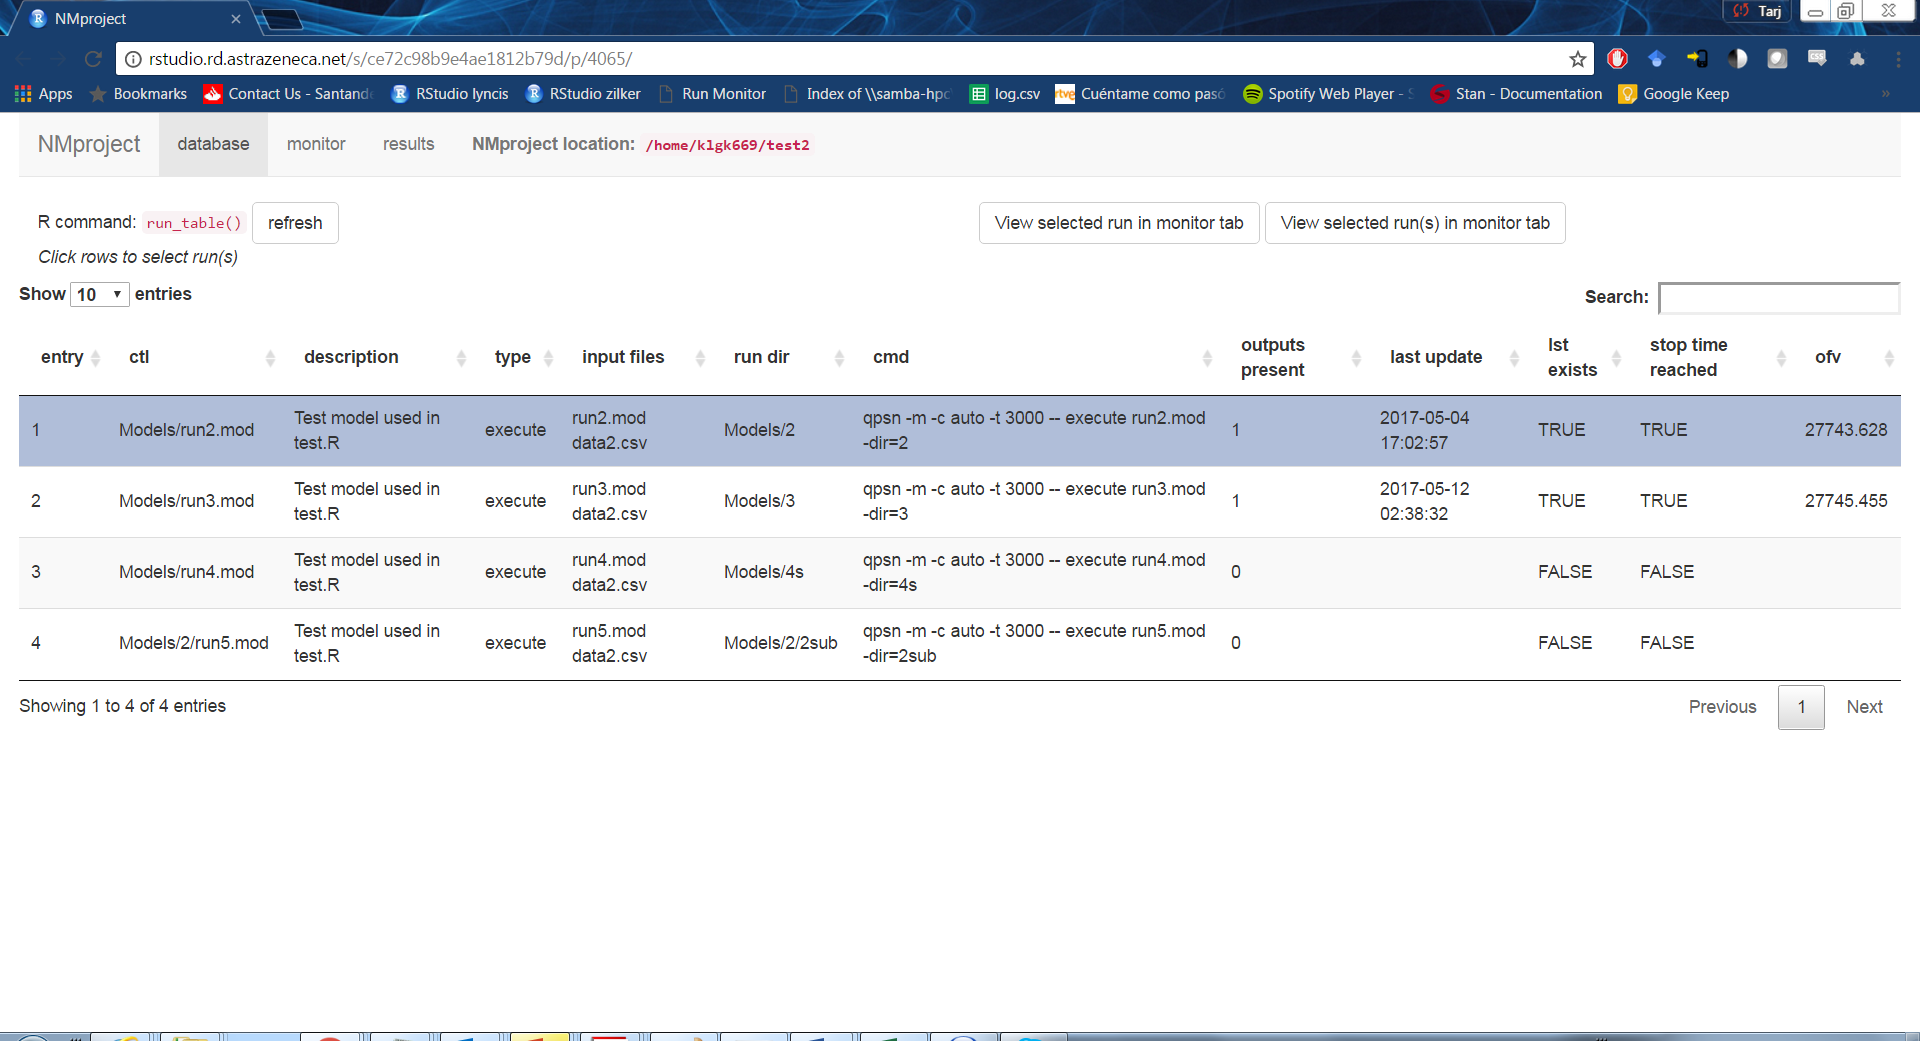 NMproject
Tarj
rstudio.rd.astrazeneca.net/s/ce72c98b9e4ae1812b79d/p/4065/
Apps Bookmarks Contact Us - Santande RStudio lyncis RStudio zilker Run Monitor Index of \\samba-hpc log.csv Cuéntame como pasó Spotify Web Player - Stan - Documentation Google Keep »
NMproject database monitor results NMproject location: /home/klgk669/test2
R command: run_table() refresh View selected run in monitor tab View selected run(s) in monitor tab
Click rows to select run(s)
Show 10 entries Search:
entry ctl description type input files run dir cmd outputs present last update lst exists stop time reached ofv
1 Models/run2.mod Test model used in test.R execute run2.mod data2.csv Models/2 qpsn -m -c auto -t 3000 -- execute run2.mod -dir=2 1 2017-05-04 17:02:57 TRUE TRUE 27743.628
2 Models/run3.mod Test model used in test.R execute run3.mod data2.csv Models/3 qpsn -m -c auto -t 3000 -- execute run3.mod -dir=3 1 2017-05-12 02:38:32 TRUE TRUE 27745.455
3 Models/run4.mod Test model used in test.R execute run4.mod data2.csv Models/4s qpsn -m -c auto -t 3000 -- execute run4.mod -dir=4s 0 FALSE FALSE
4 Models/2/run5.mod Test model used in test.R execute run5.mod data2.csv Models/2/2sub qpsn -m -c auto -t 3000 -- execute run5.mod -dir=2sub 0 FALSE FALSE
Showing 1 to 4 of 4 entries Previous 1 Next